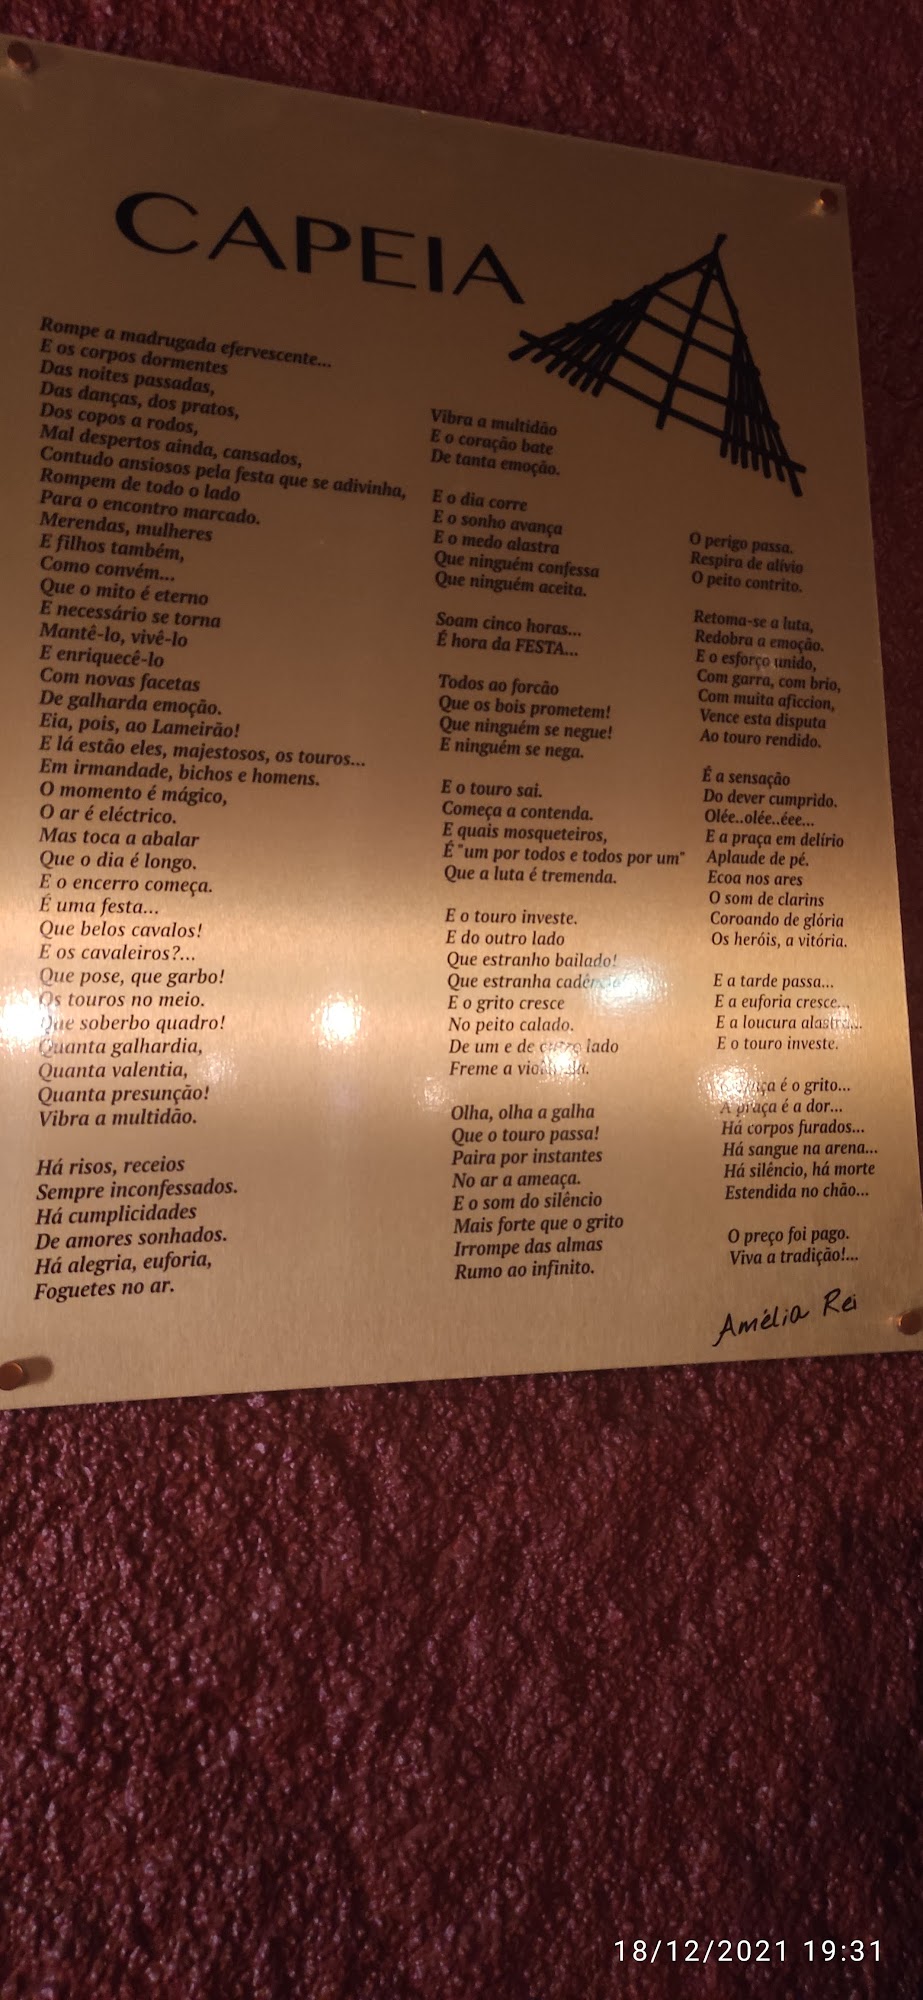 CAPEIA
Rompe a madrugada efervescente...
E os corpos dormentes
Das noites passadas,
Das danças, dos pratos,
Dos copos a rodos,
Mal despertos ainda, cansados,
Contudo ansiosos pela festa que se adivinha,
Rompem de todo o lado
Para o encontro marcado.
Merendas, mulheres
E filhos também,
Como convém...
Que o mito é eterno
E necessário se torna
Mantê-lo, vivê-lo
E enriquecê-lo
Com novas facetas
De galharda emoção.
Eia, pois, ao Lameirão!
E lá estão eles, majestosos, os touros...
Em irmandade, bichos e homens.
O momento é mágico,
O ar é eléctrico.
Mas toca a abalar
Que o dia é longo.
E o encerro começa.
É uma festa...
Que belos cavalos!
E os cavaleiros?...
Que pose, que garbo!
Os touros no meio.
Que soberbo quadro!
Quanta galhardia,
Quanta valentia,
Quanta presunção!
Vibra a multidão.
Há risos, receios
Sempre inconfessados.
Há cumplicidades
De amores sonhados.
Há alegria, euforia,
Foguetes no ar.
Vibra a multidão
E o coração bate
De tanta emoção.
E o dia corre
E o sonho avança
E o medo alastra
Que ninguém confessa
Que ninguém aceita.
Soam cinco horas...
É hora da FESTA...
Todos ao forcão
Que os bois prometem!
Que ninguém se negue!
E ninguém se nega.
E o touro sai.
Começa a contenda.
E quais mosqueteiros,
É "um por todos e todos por um"
Que a luta é tremenda.
E o touro investe.
E do outro lado
Que estranho bailado!
Que estranha
E o grito cresce
No peito calado.
De um e de outro lado
Freme a
Olha, olha a galha
Que o touro passa!
Paira por instantes
No ar a ameaça.
E o som do silêncio
Mais forte que o grito
Irrompe das almas
Rumo ao infinito.
O perigo passa.
Respira de alívio
O peito contrito.
Retoma-se a luta,
Redobra a emoção.
E o esforço unido,
Com garra, com brio,
Com muita aficcion,
Vence esta disputa
Ao touro rendido.
É a sensação
Do dever cumprido.
Olée..olée..éee...
E a praça em delírio
Aplaude de pé.
Ecoa nos ares
O som de clarins
Coroando de glória
Os heróis, a vitória.
E a tarde passa...
E a euforia cresce...
E a loucura alastra...
E o touro investe.
é o grito...
A praça é a dor...
Há corpos furados...
Há sangue na arena...
Há silêncio, há morte
Estendida no chão...
O preço foi pago.
Viva a tradição!...
Amélia Rei
18/12/2021 19:31